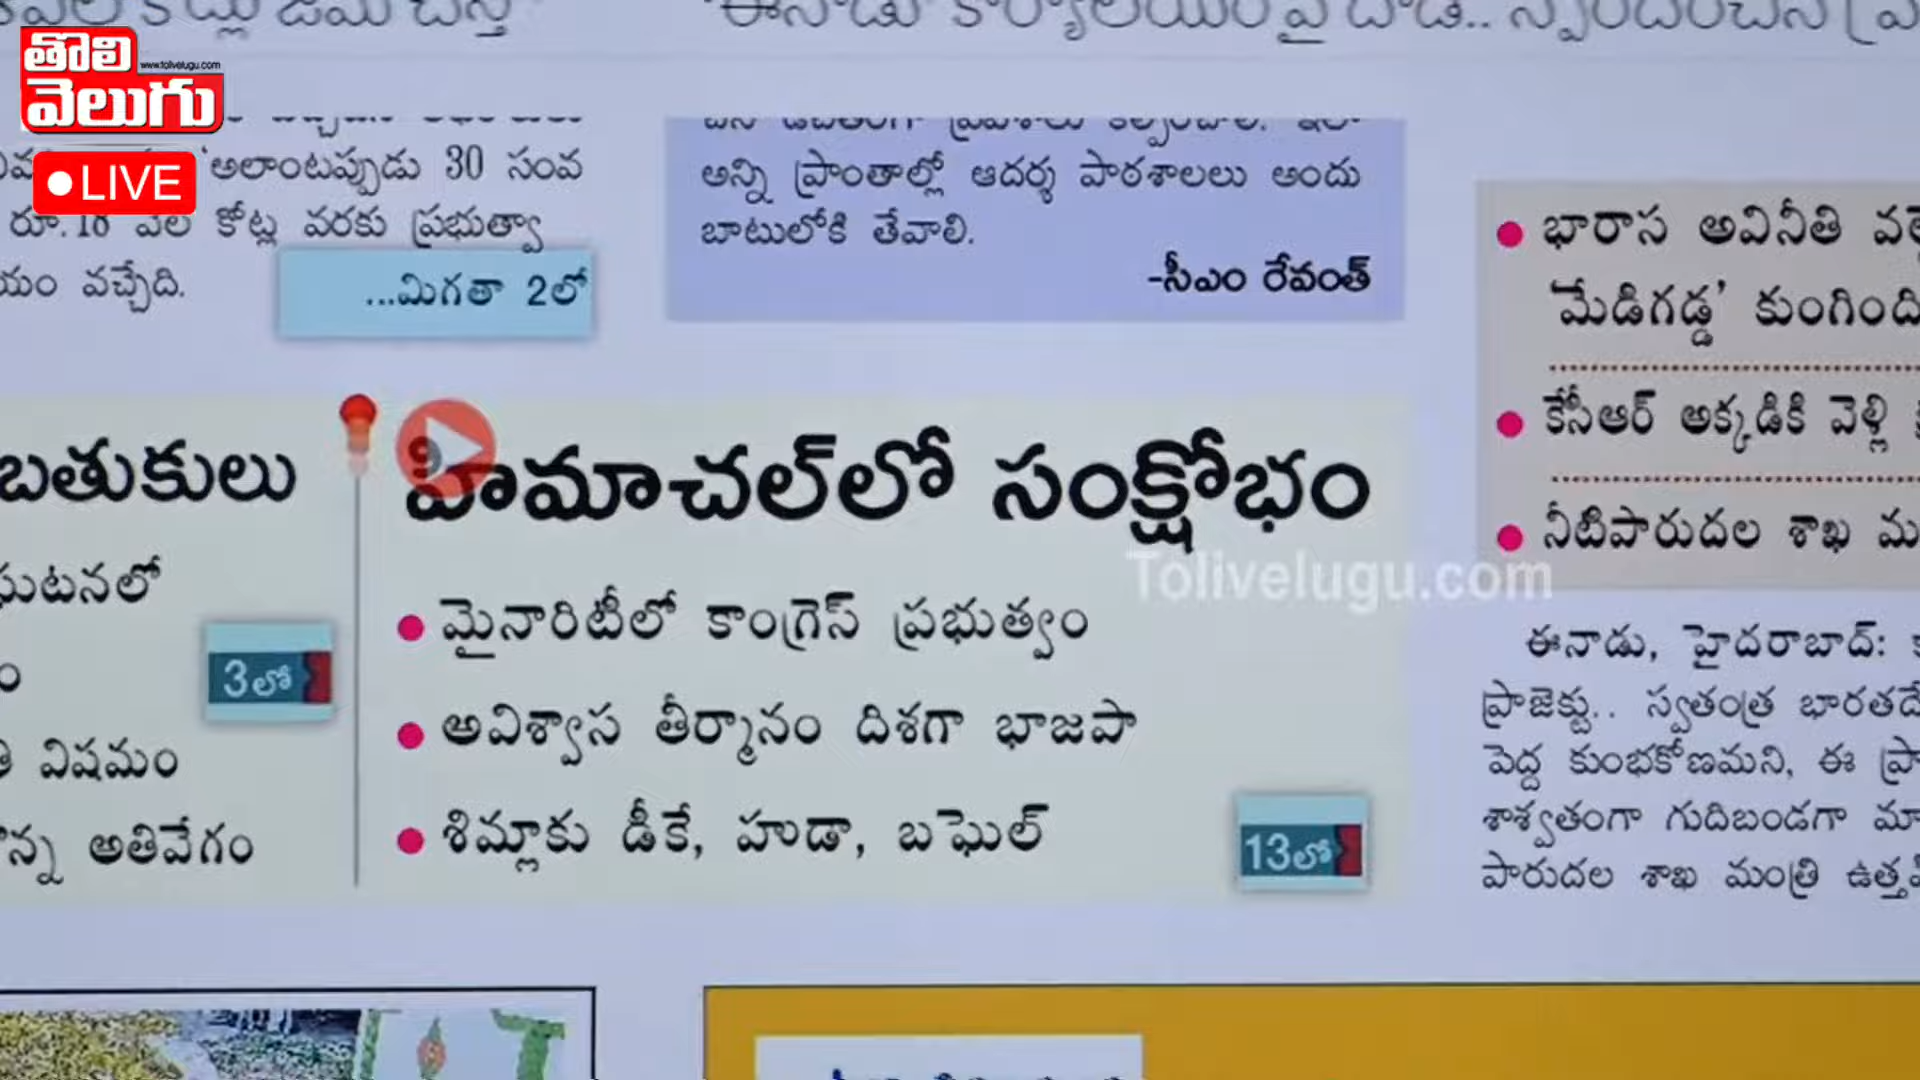 తొలి
వెలుగు
www.tolivelugu.com
LIVE
'ఈనాడు' కార్యాలయంపై దాడి.. స్పందించిన
'అలాంటప్పుడు 30 సంవ
రూ.18 వేల కోట్ల వరకు ప్రభుత్వా
వచ్చేది.
...మిగతా 2లో
అన్ని ప్రాంతాల్లో ఆదర్శ పాఠశాలలు అందు
బాటులోకి తేవాలి.
-సీఎం రేవంత్
భారాస అవినీతి
'మేడిగడ్డ' కుంగింది
కేసీఆర్ అక్కడికి వెళ్లి
నీటిపారుదల శాఖ
బతుకులు
3లో
విషమం
అతివేగం
హిమాచల్‌లో సంక్షోభం
మైనారిటీలో కాంగ్రెస్ ప్రభుత్వం
అవిశ్వాస తీర్మానం దిశగా భాజపా
శిమ్లాకు డీకే, హుడా, బఘెల్
13లో
Tolivelugu.com
ఈనాడు, హైదరాబాద్:
ప్రాజెక్టు.. స్వతంత్ర
పెద్ద కుంభకోణమని, ఈ
శాశ్వతంగా గుదిబండగా
పారుదల శాఖ మంత్రి